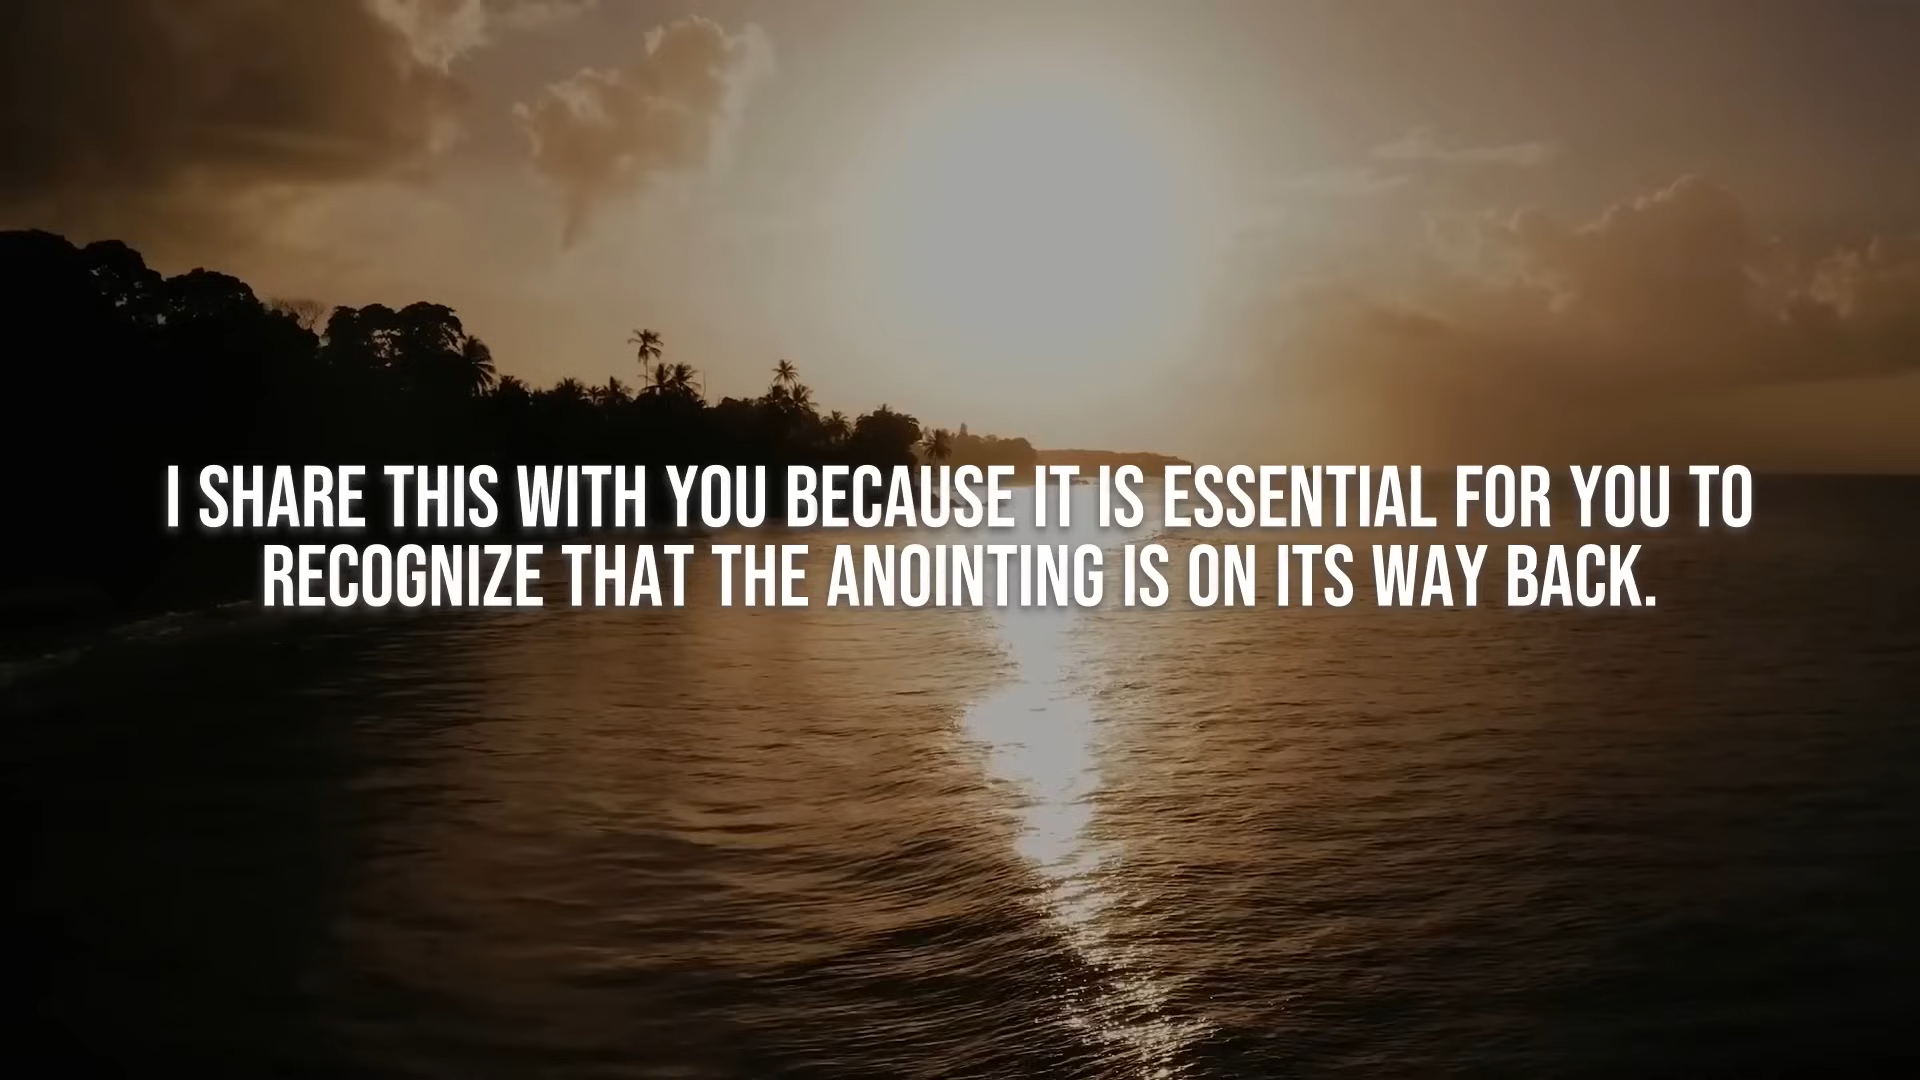 I SHARE THIS WITH YOU BECAUSE IT IS ESSENTIAL FOR YOU TO
RECOGNIZE THAT THE ANOINTING IS ON ITS WAY BACK.